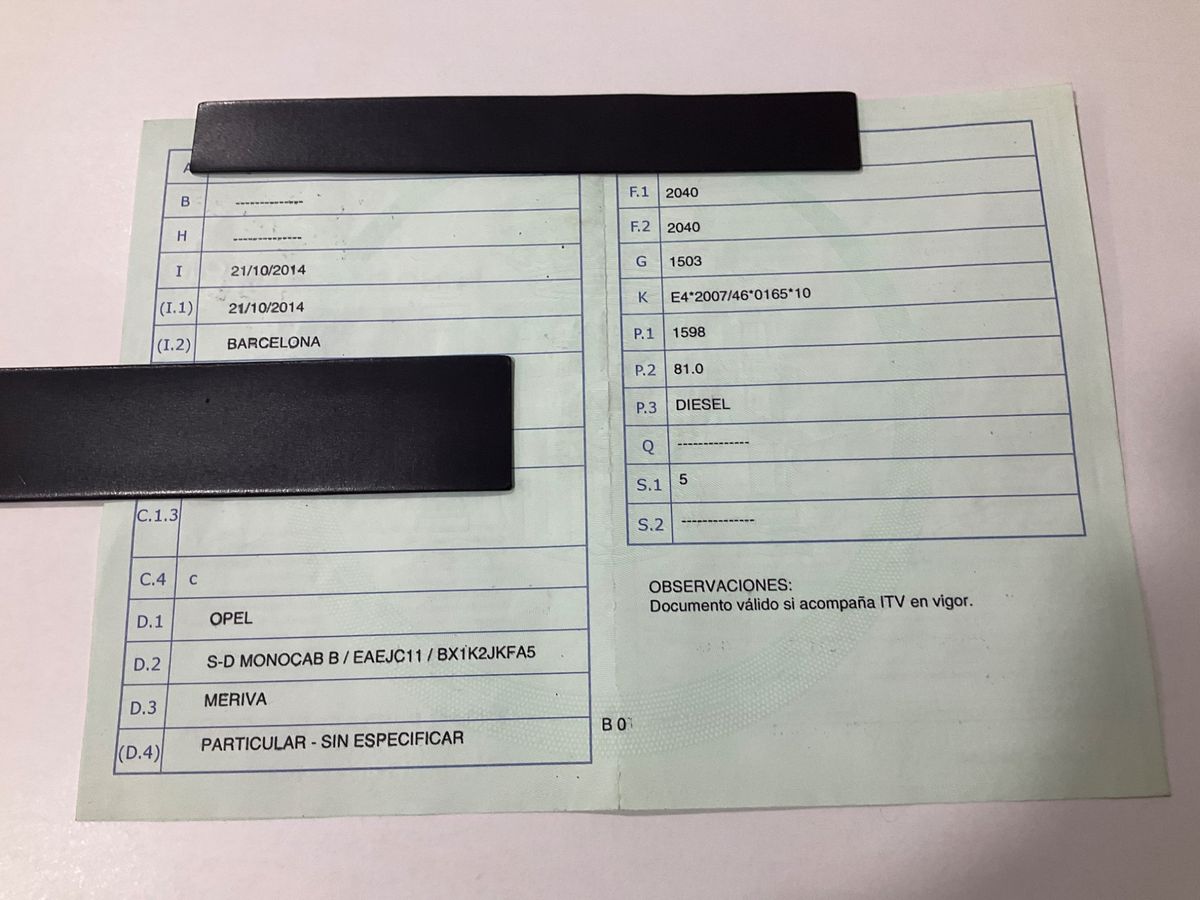 A
B --------------
H --------------
I 21/10/2014
(I.1) 21/10/2014
(I.2) BARCELONA
C.1.3
C.4 c
D.1 OPEL
D.2 S-D MONOCAB B / EAEJC11 / BX1K2JKFA5
D.3 MERIVA
(D.4) PARTICULAR - SIN ESPECIFICAR
B 0
F.1 2040
F.2 2040
G 1503
K E4*2007/46*0165*10
P.1 1598
P.2 81.0
P.3 DIESEL
Q --------------
S.1 5
S.2 --------------
OBSERVACIONES:
Documento válido si acompaña ITV en vigor.